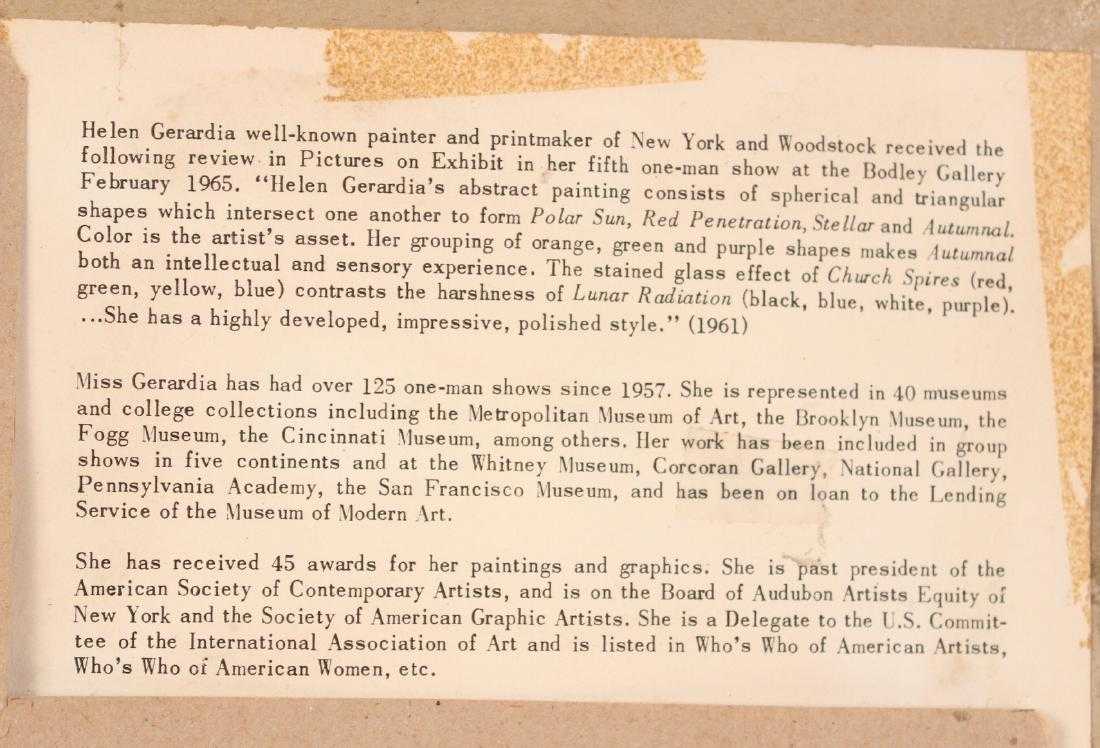 Helen Gerardia well-known painter and printmaker of New York and Woodstock received the
following review in Pictures on Exhibit in her fifth one-man show at the Bodley Gallery
February 1965. “Helen Gerardia’s abstract painting consists of spherical and triangular
shapes which intersect one another to form Polar Sun, Red Penetration, Stellar and Autumnal.
Color is the artist’s asset. Her grouping of orange, green and purple shapes makes Autumnal
both an intellectual and sensory experience. The stained glass effect of Church Spires (red,
green, yellow, blue) contrasts the harshness of Lunar Radiation (black, blue, white, purple).
...She has a highly developed, impressive, polished style.” (1961)
Miss Gerardia has had over 125 one-man shows since 1957. She is represented in 40 museums
and college collections including the Metropolitan Museum of Art, the Brooklyn Museum, the
Fogg Museum, the Cincinnati Museum, among others. Her work has been included in group
shows in five continents and at the Whitney Museum, Corcoran Gallery, National Gallery,
Pennsylvania Academy, the San Francisco Museum, and has been on loan to the Lending
Service of the Museum of Modern Art.
She has received 45 awards for her paintings and graphics. She is past president of the
American Society of Contemporary Artists, and is on the Board of Audubon Artists Equity of
New York and the Society of American Graphic Artists. She is a Delegate to the U.S. Commit-
tee of the International Association of Art and is listed in Who’s Who of American Artists,
Who’s Who of American Women, etc.